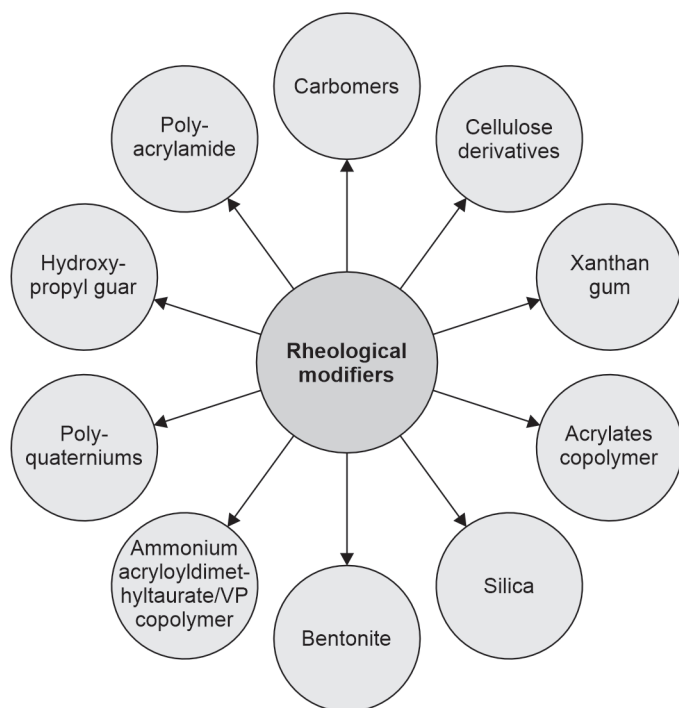 Carbomers
Poly-
acrylamide
Cellulose
derivatives
Hydroxy-
propyl guar
Xanthan
gum
Rheological
modifiers
Poly-
quaterniums
Acrylates
copolymer
Ammonium
acryloyldimet-
hyltaurate/VP
copolymer
Silica
Bentonite